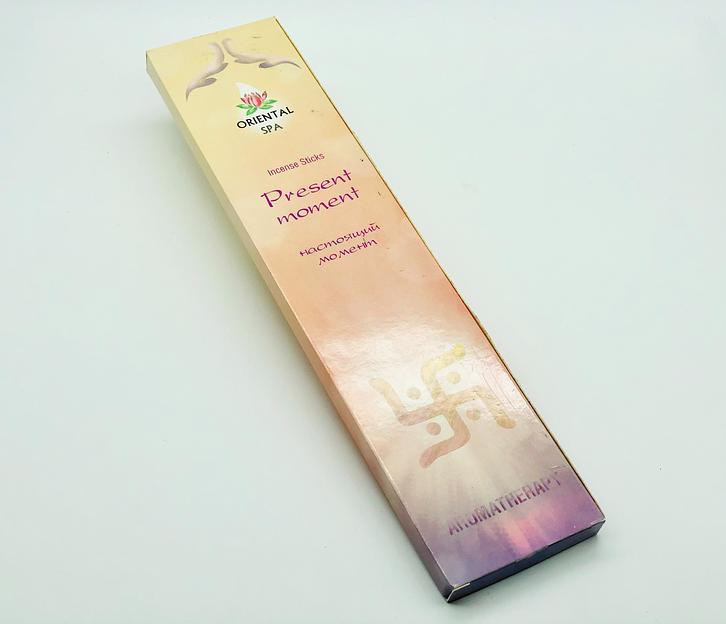 ORIENTAL
SPA
Incense Sticks
Present
moment
настоящий
момент
AROMATHERAPY